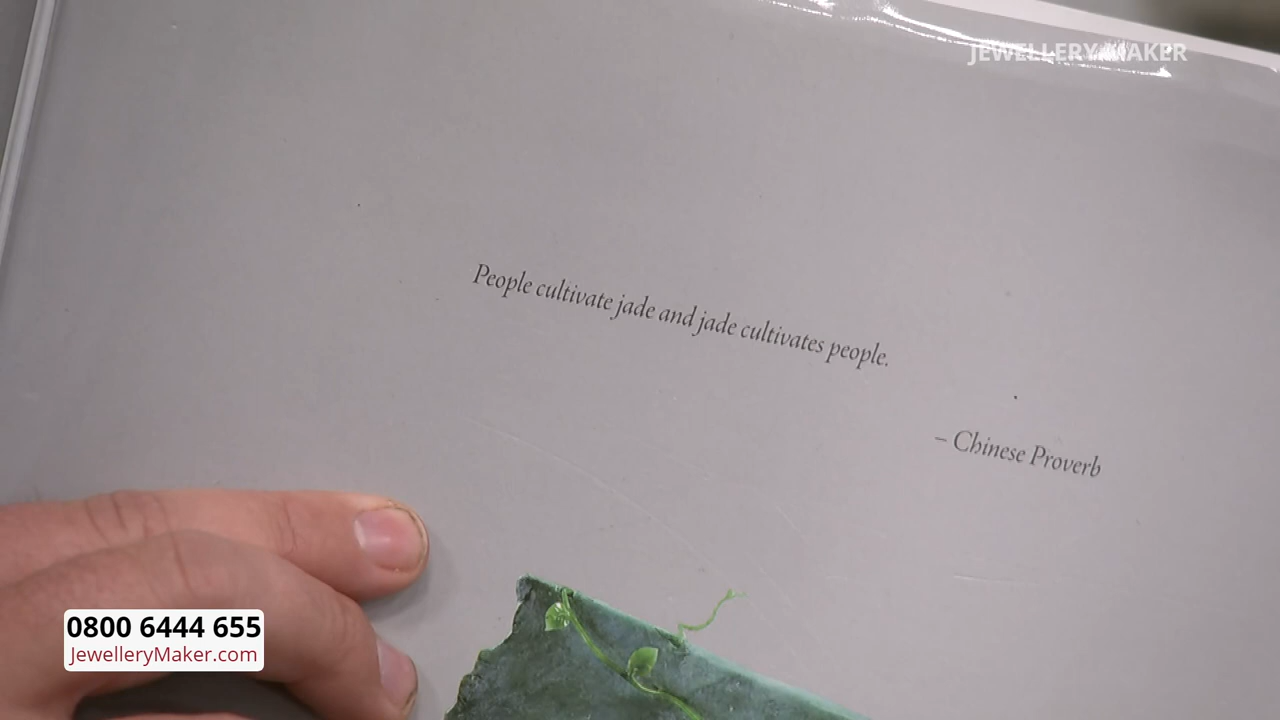 JEWELLERY MAKER
People cultivate jade and jade cultivates people.
– Chinese Proverb
0800 6444 655
JewelleryMaker.com